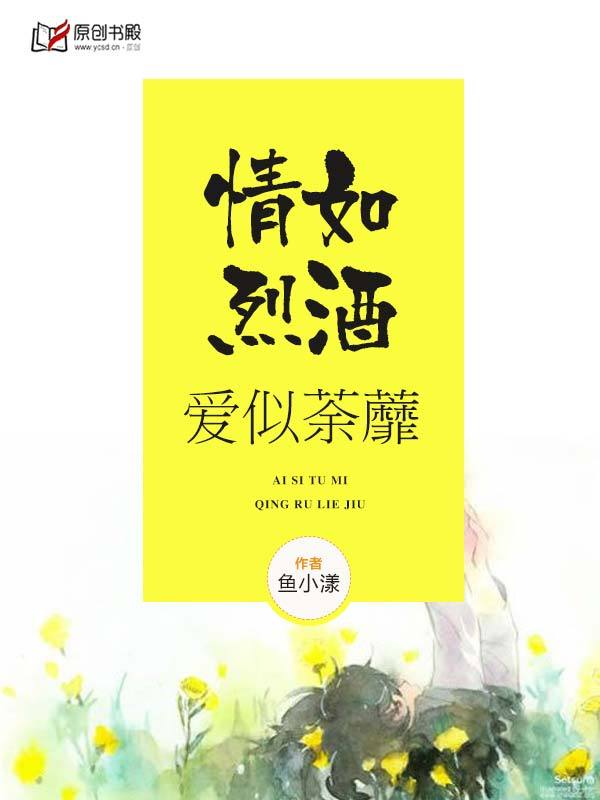 原创书殿
www.ycsd.cn · 原创
情如
烈酒
爱似荼蘼
AI SI TU MI
QING RU LIE JIU
作者
鱼小漾
Setsuna